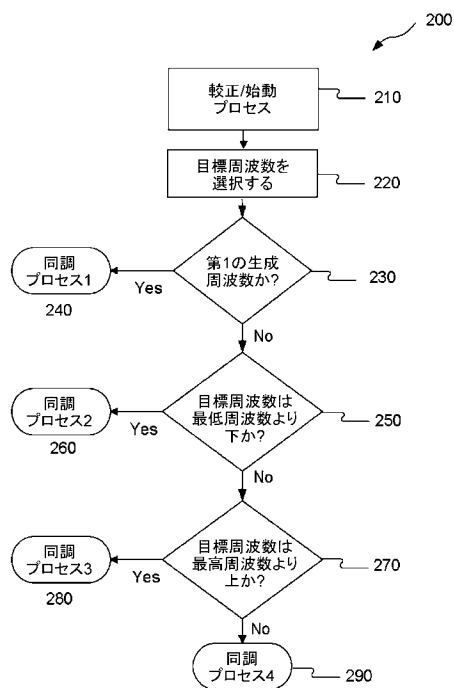 200
較正/始動
プロセス
210
目標周波数を
選択する
220
第1の生成
周波数か?
230
Yes
同調
プロセス1
240
No
目標周波数は
最低周波数より
下か?
250
Yes
同調
プロセス2
260
No
目標周波数は
最高周波数より
上か?
270
Yes
同調
プロセス3
280
No
同調
プロセス4
290